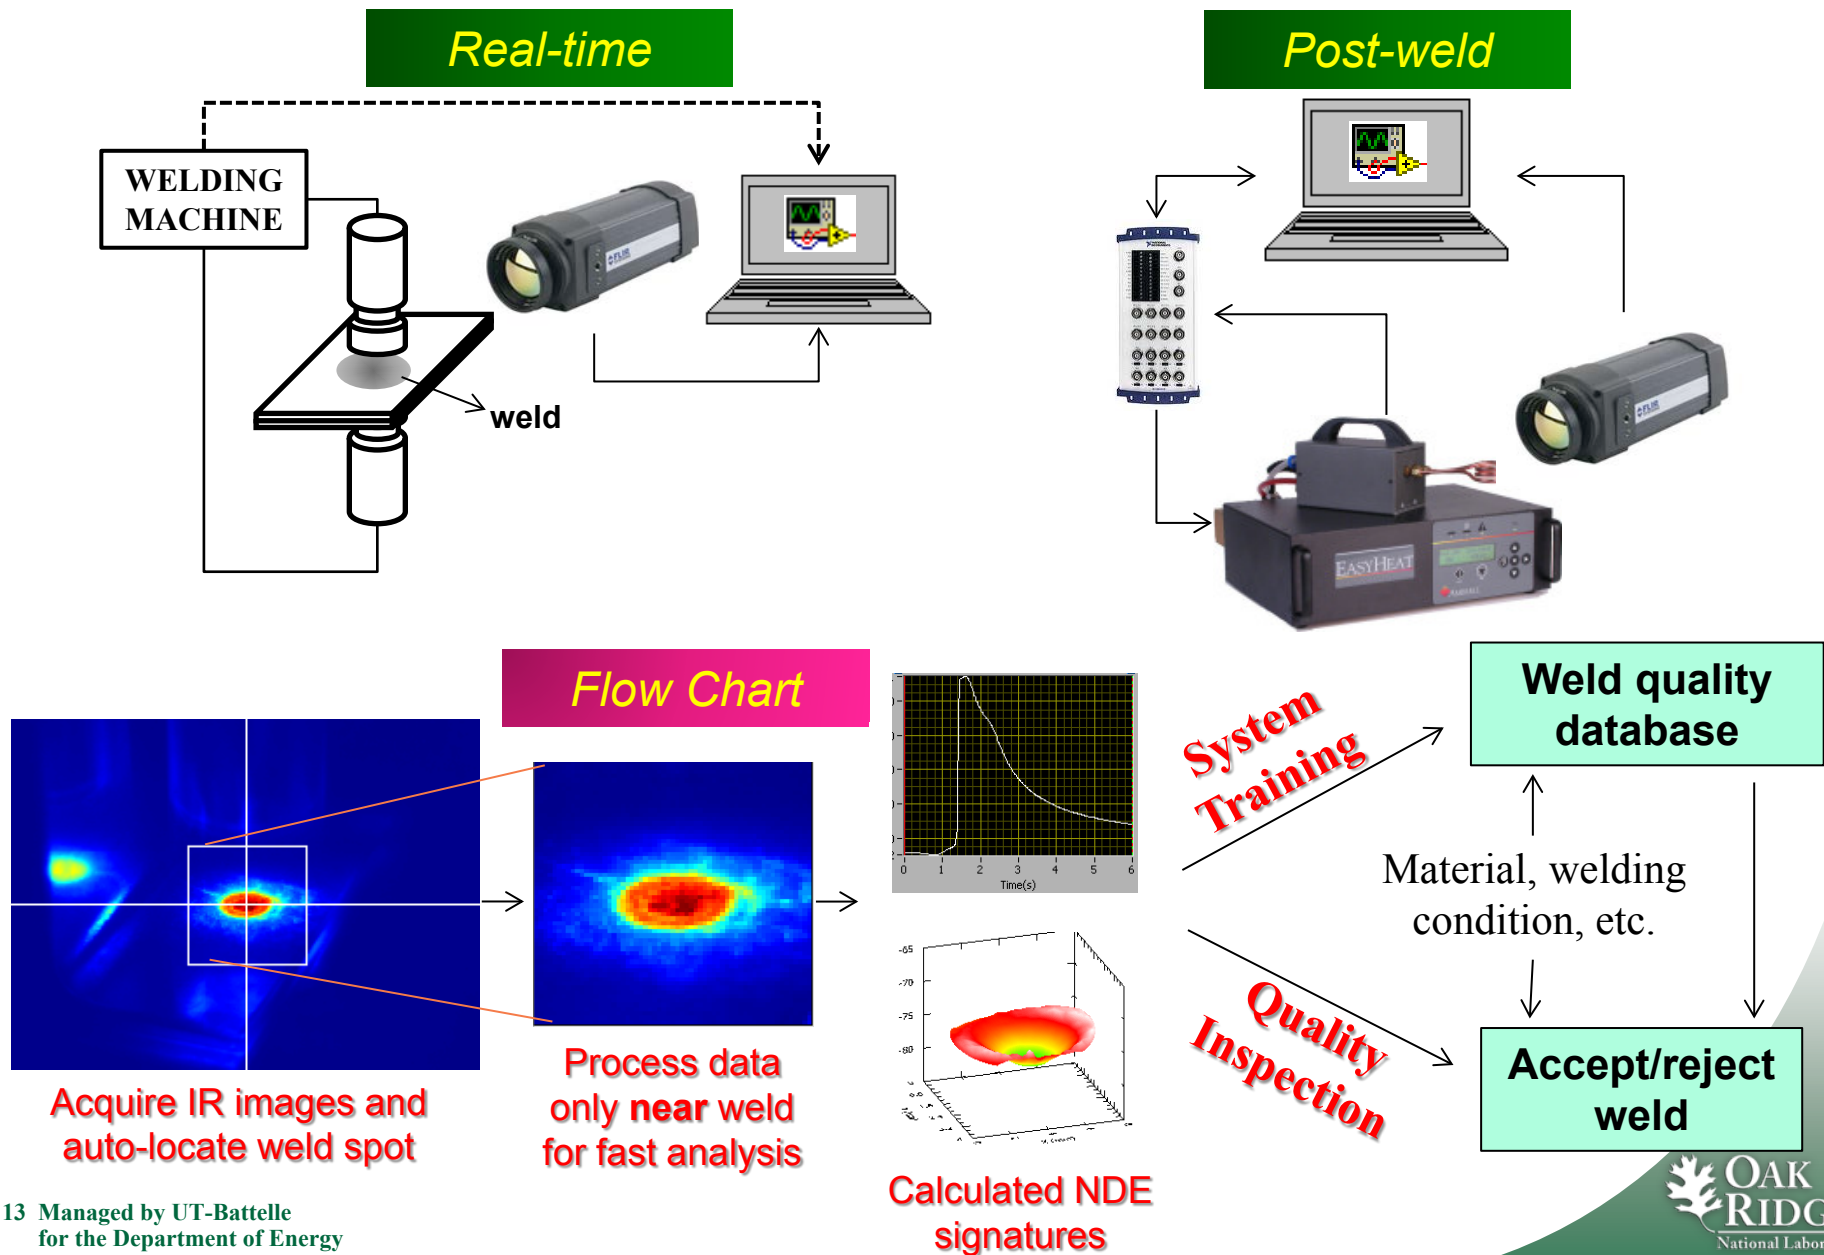 Real-time
Post-weld
WELDING
MACHINE
FLIR
weld
FLIR
EASYHEAT
Flow Chart
0 1 2 3 4 5 6
Time(s)
System
Training
Weld quality
database
Material, welding
condition, etc.
-65
-70
-75
-80
Quality
Inspection
Accept/reject
weld
Acquire IR images and
auto-locate weld spot
Process data
only near weld
for fast analysis
Calculated NDE
signatures
13 Managed by UT-Battelle
for the Department of Energy
OAK
RIDG
National Labor